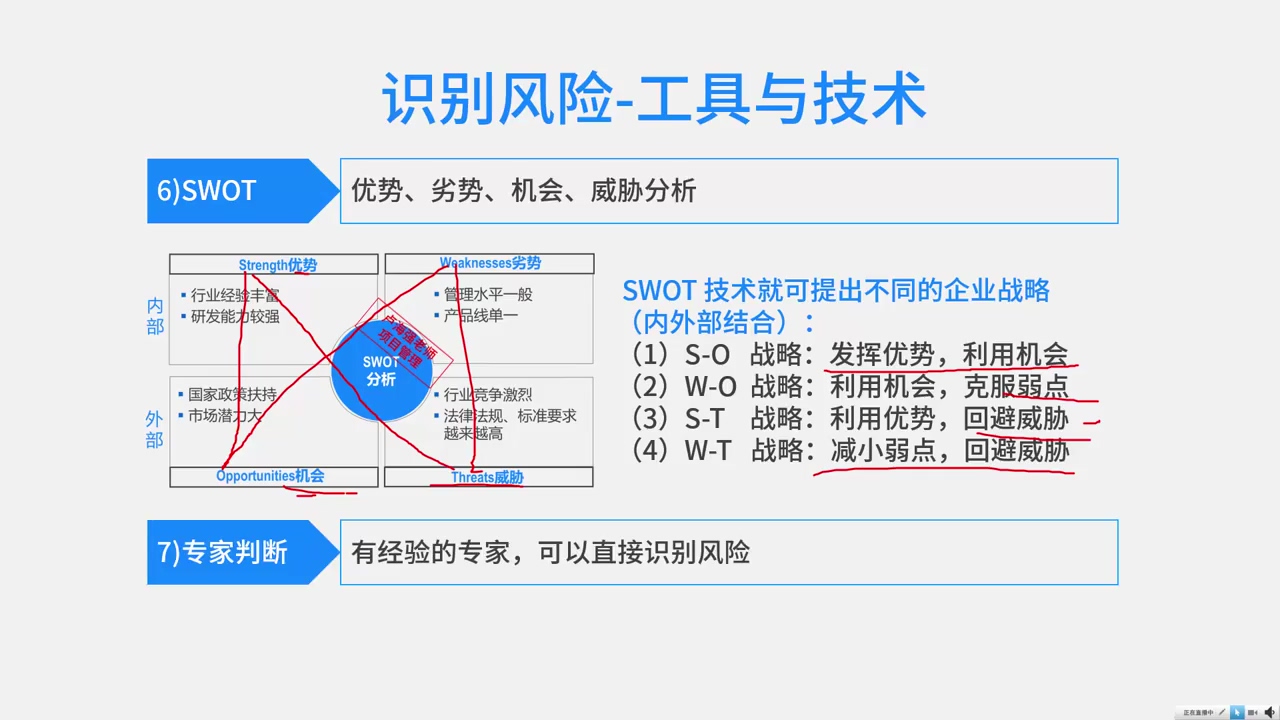 识别风险-工具与技术
6)SWOT
优势、劣势、机会、威胁分析
Strength优势
Weaknesses劣势
内部
▪ 行业经验丰富
▪ 研发能力较强
▪ 管理水平一般
▪ 产品线单一
卢海强老师
项目管理
SWOT
分析
外部
▪ 国家政策扶持
▪ 市场潜力大
▪ 行业竞争激烈
▪ 法律法规、标准要求
越来越高
Opportunities机会
Threats威胁
SWOT 技术就可提出不同的企业战略
（内外部结合）：
（1）S-O 战略：发挥优势，利用机会
（2）W-O 战略：利用机会，克服弱点
（3）S-T 战略：利用优势，回避威胁
（4）W-T 战略：减小弱点，回避威胁
7)专家判断
有经验的专家，可以直接识别风险
正在直播中